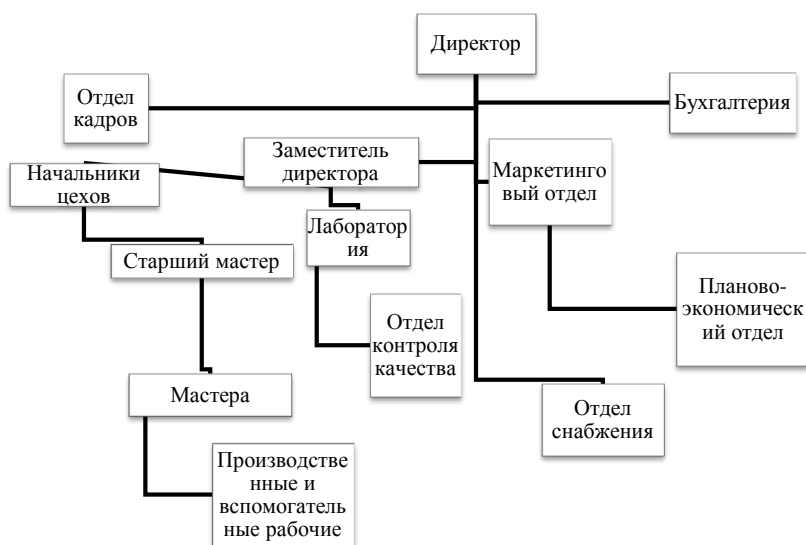 Директор
Отдел
кадров
Бухгалтерия
Заместитель
директора
Маркетинго
вый отдел
Начальники
цехов
Лаборатор
ия
Старший мастер
Планово-
экономическ
ий отдел
Отдел
контроля
качества
Мастера
Отдел
снабжения
Производстве
нные и
вспомогатель
ные рабочие